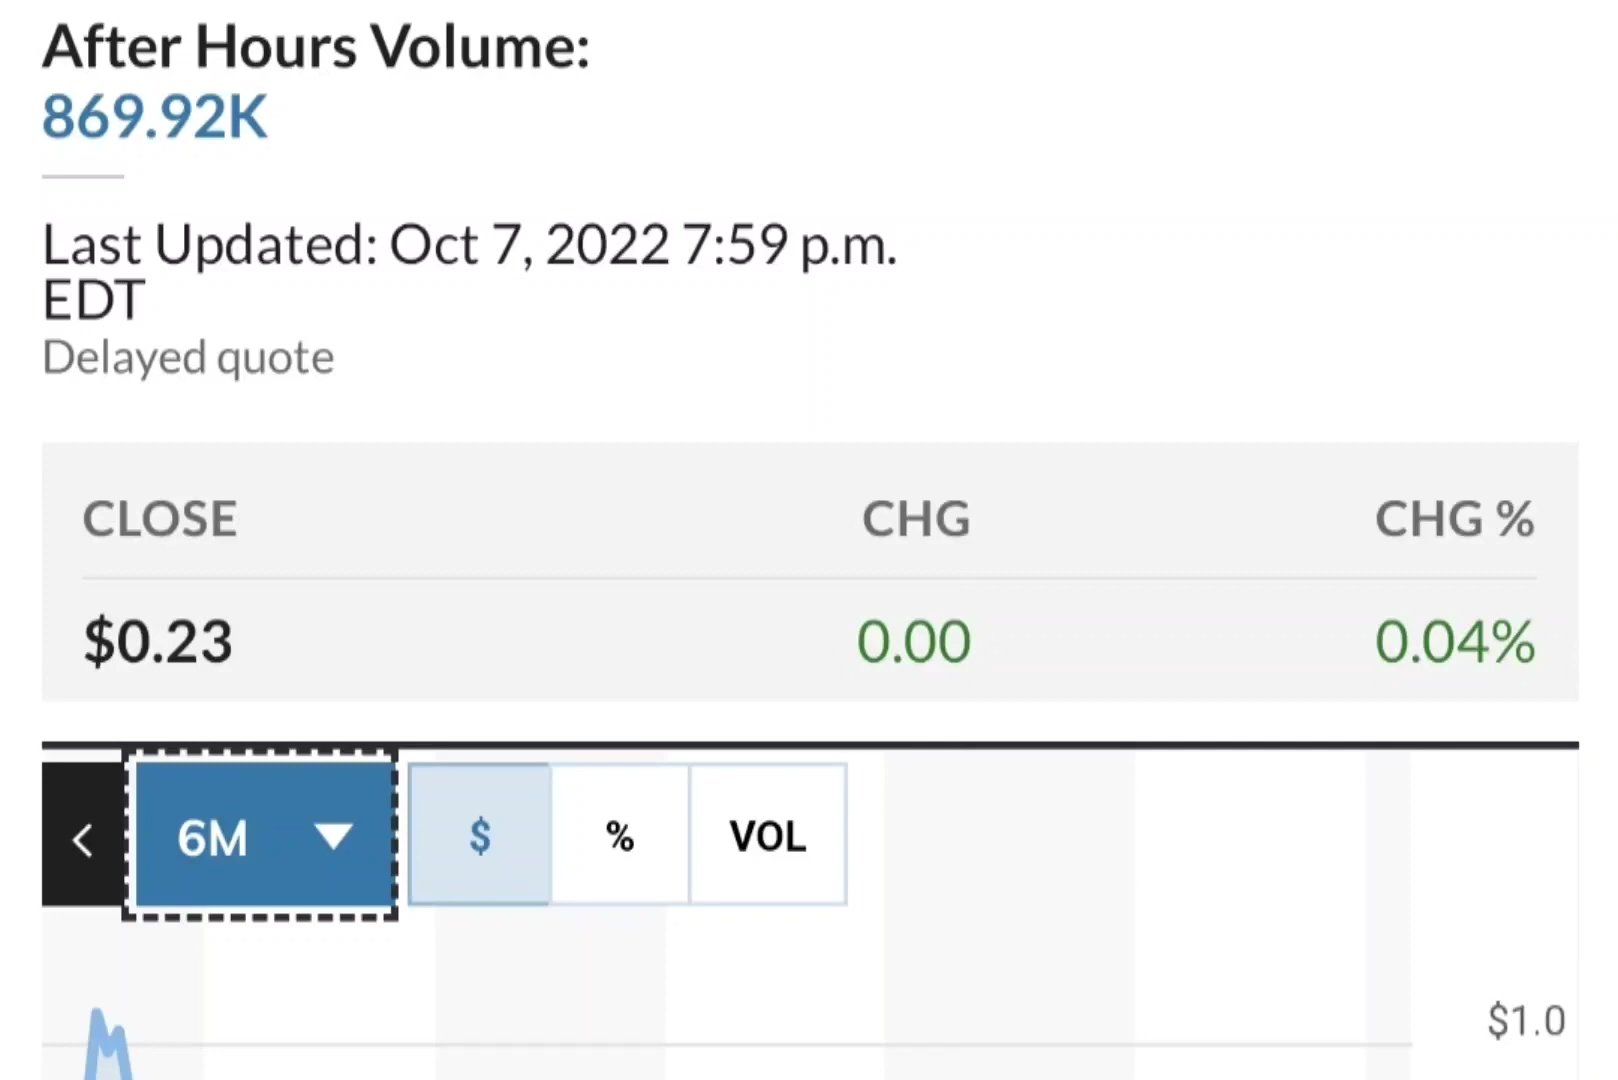 After Hours Volume:
869.92K
Last Updated: Oct 7, 2022 7:59 p.m.
EDT
Delayed quote
CLOSE CHG CHG %
$0.23 0.00 0.04%
6M $ % VOL
$1.0